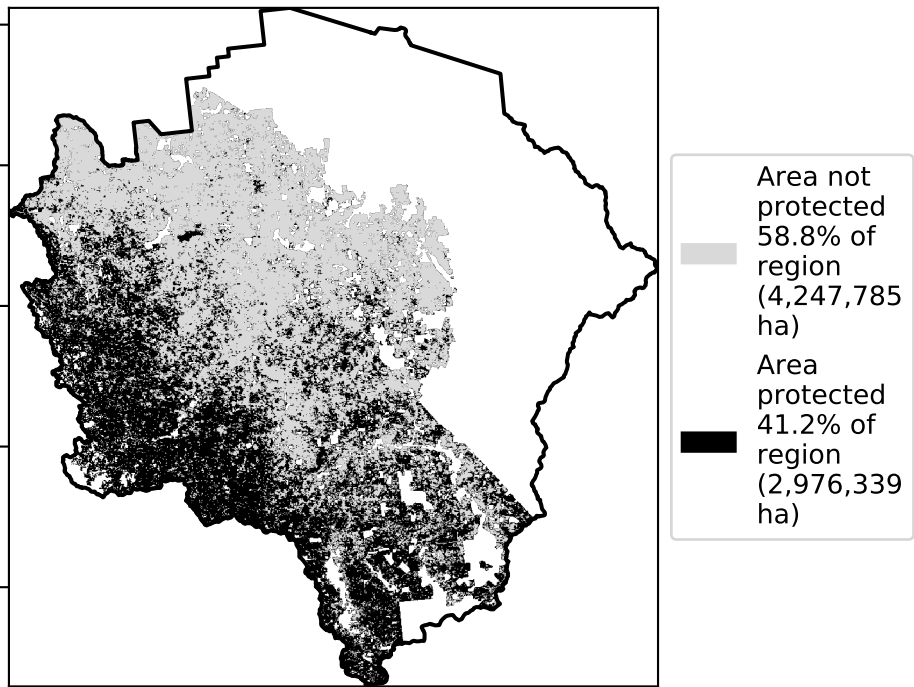 Area not
protected
58.8% of
region
(4,247,785
ha)
Area
protected
41.2% of
region
(2,976,339
ha)